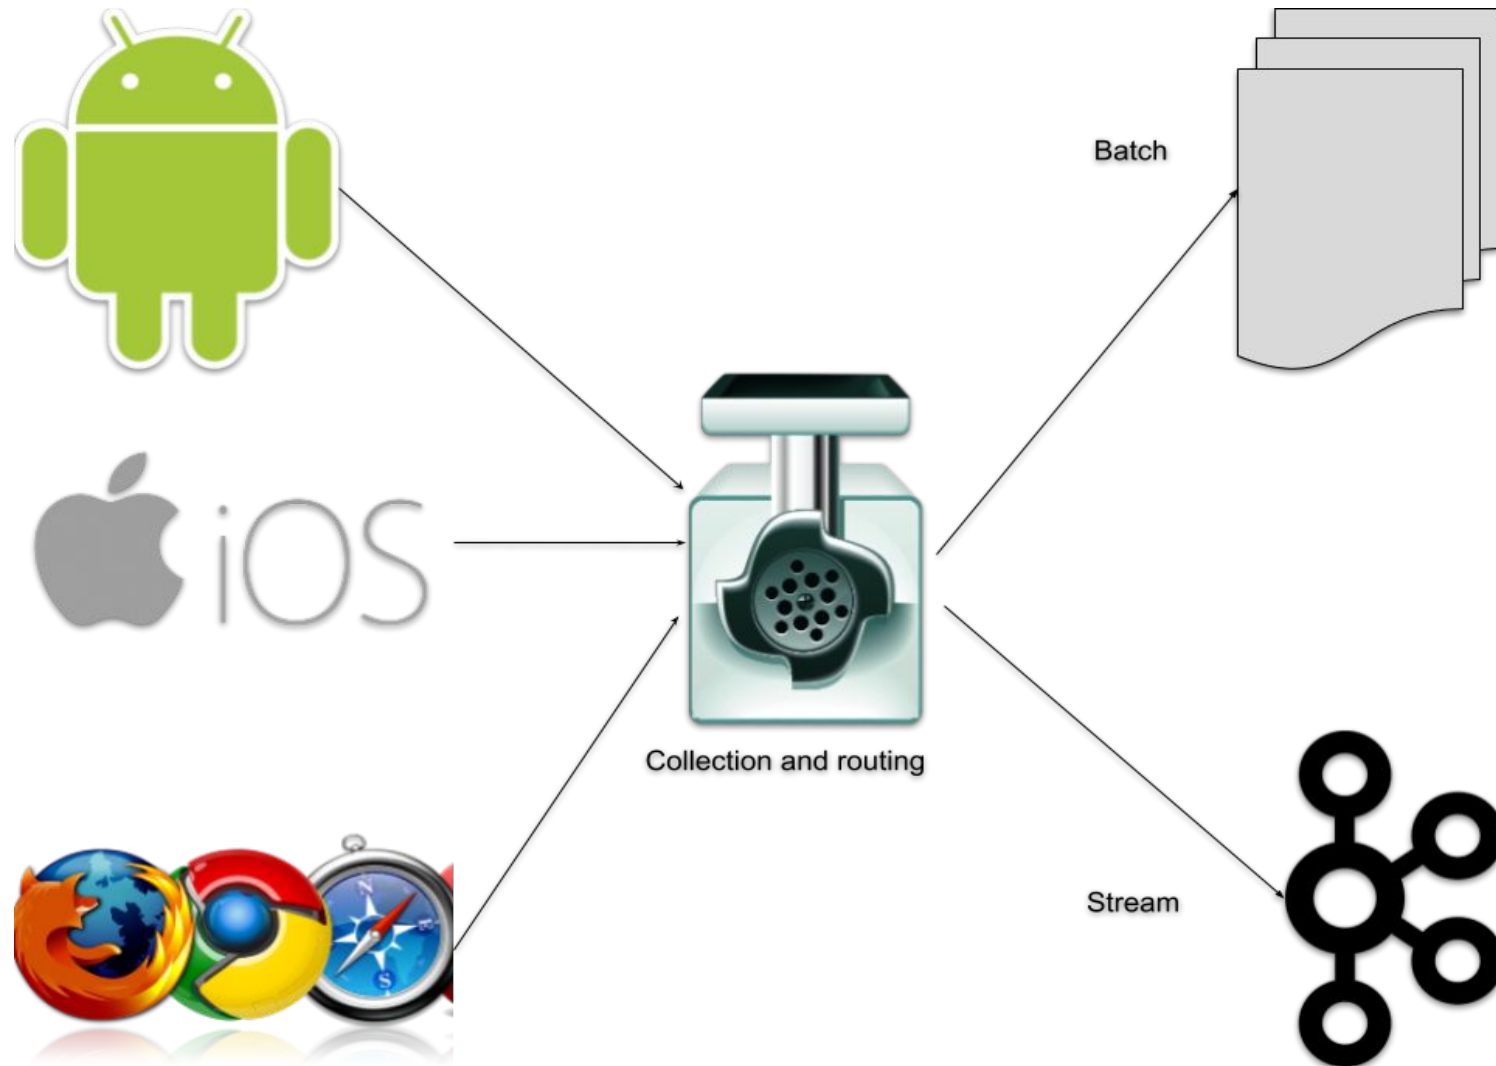 Batch
iOS
Collection and routing
Stream